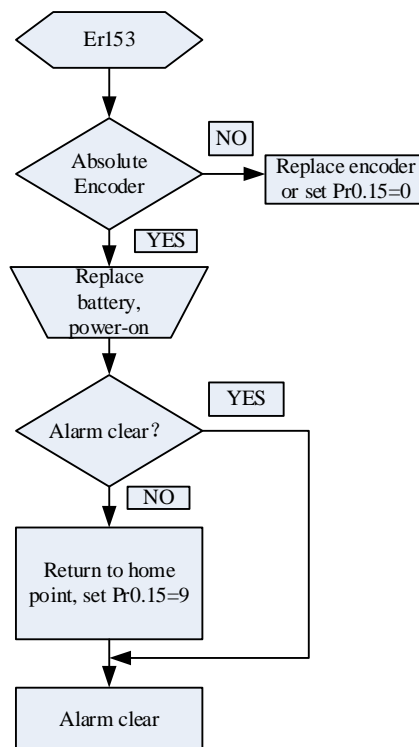 Er153
Absolute
Encoder
NO
Replace encoder
or set Pr0.15=0
YES
Replace
battery,
power-on
Alarm clear？
YES
NO
Return to home
point, set Pr0.15=9
Alarm clear